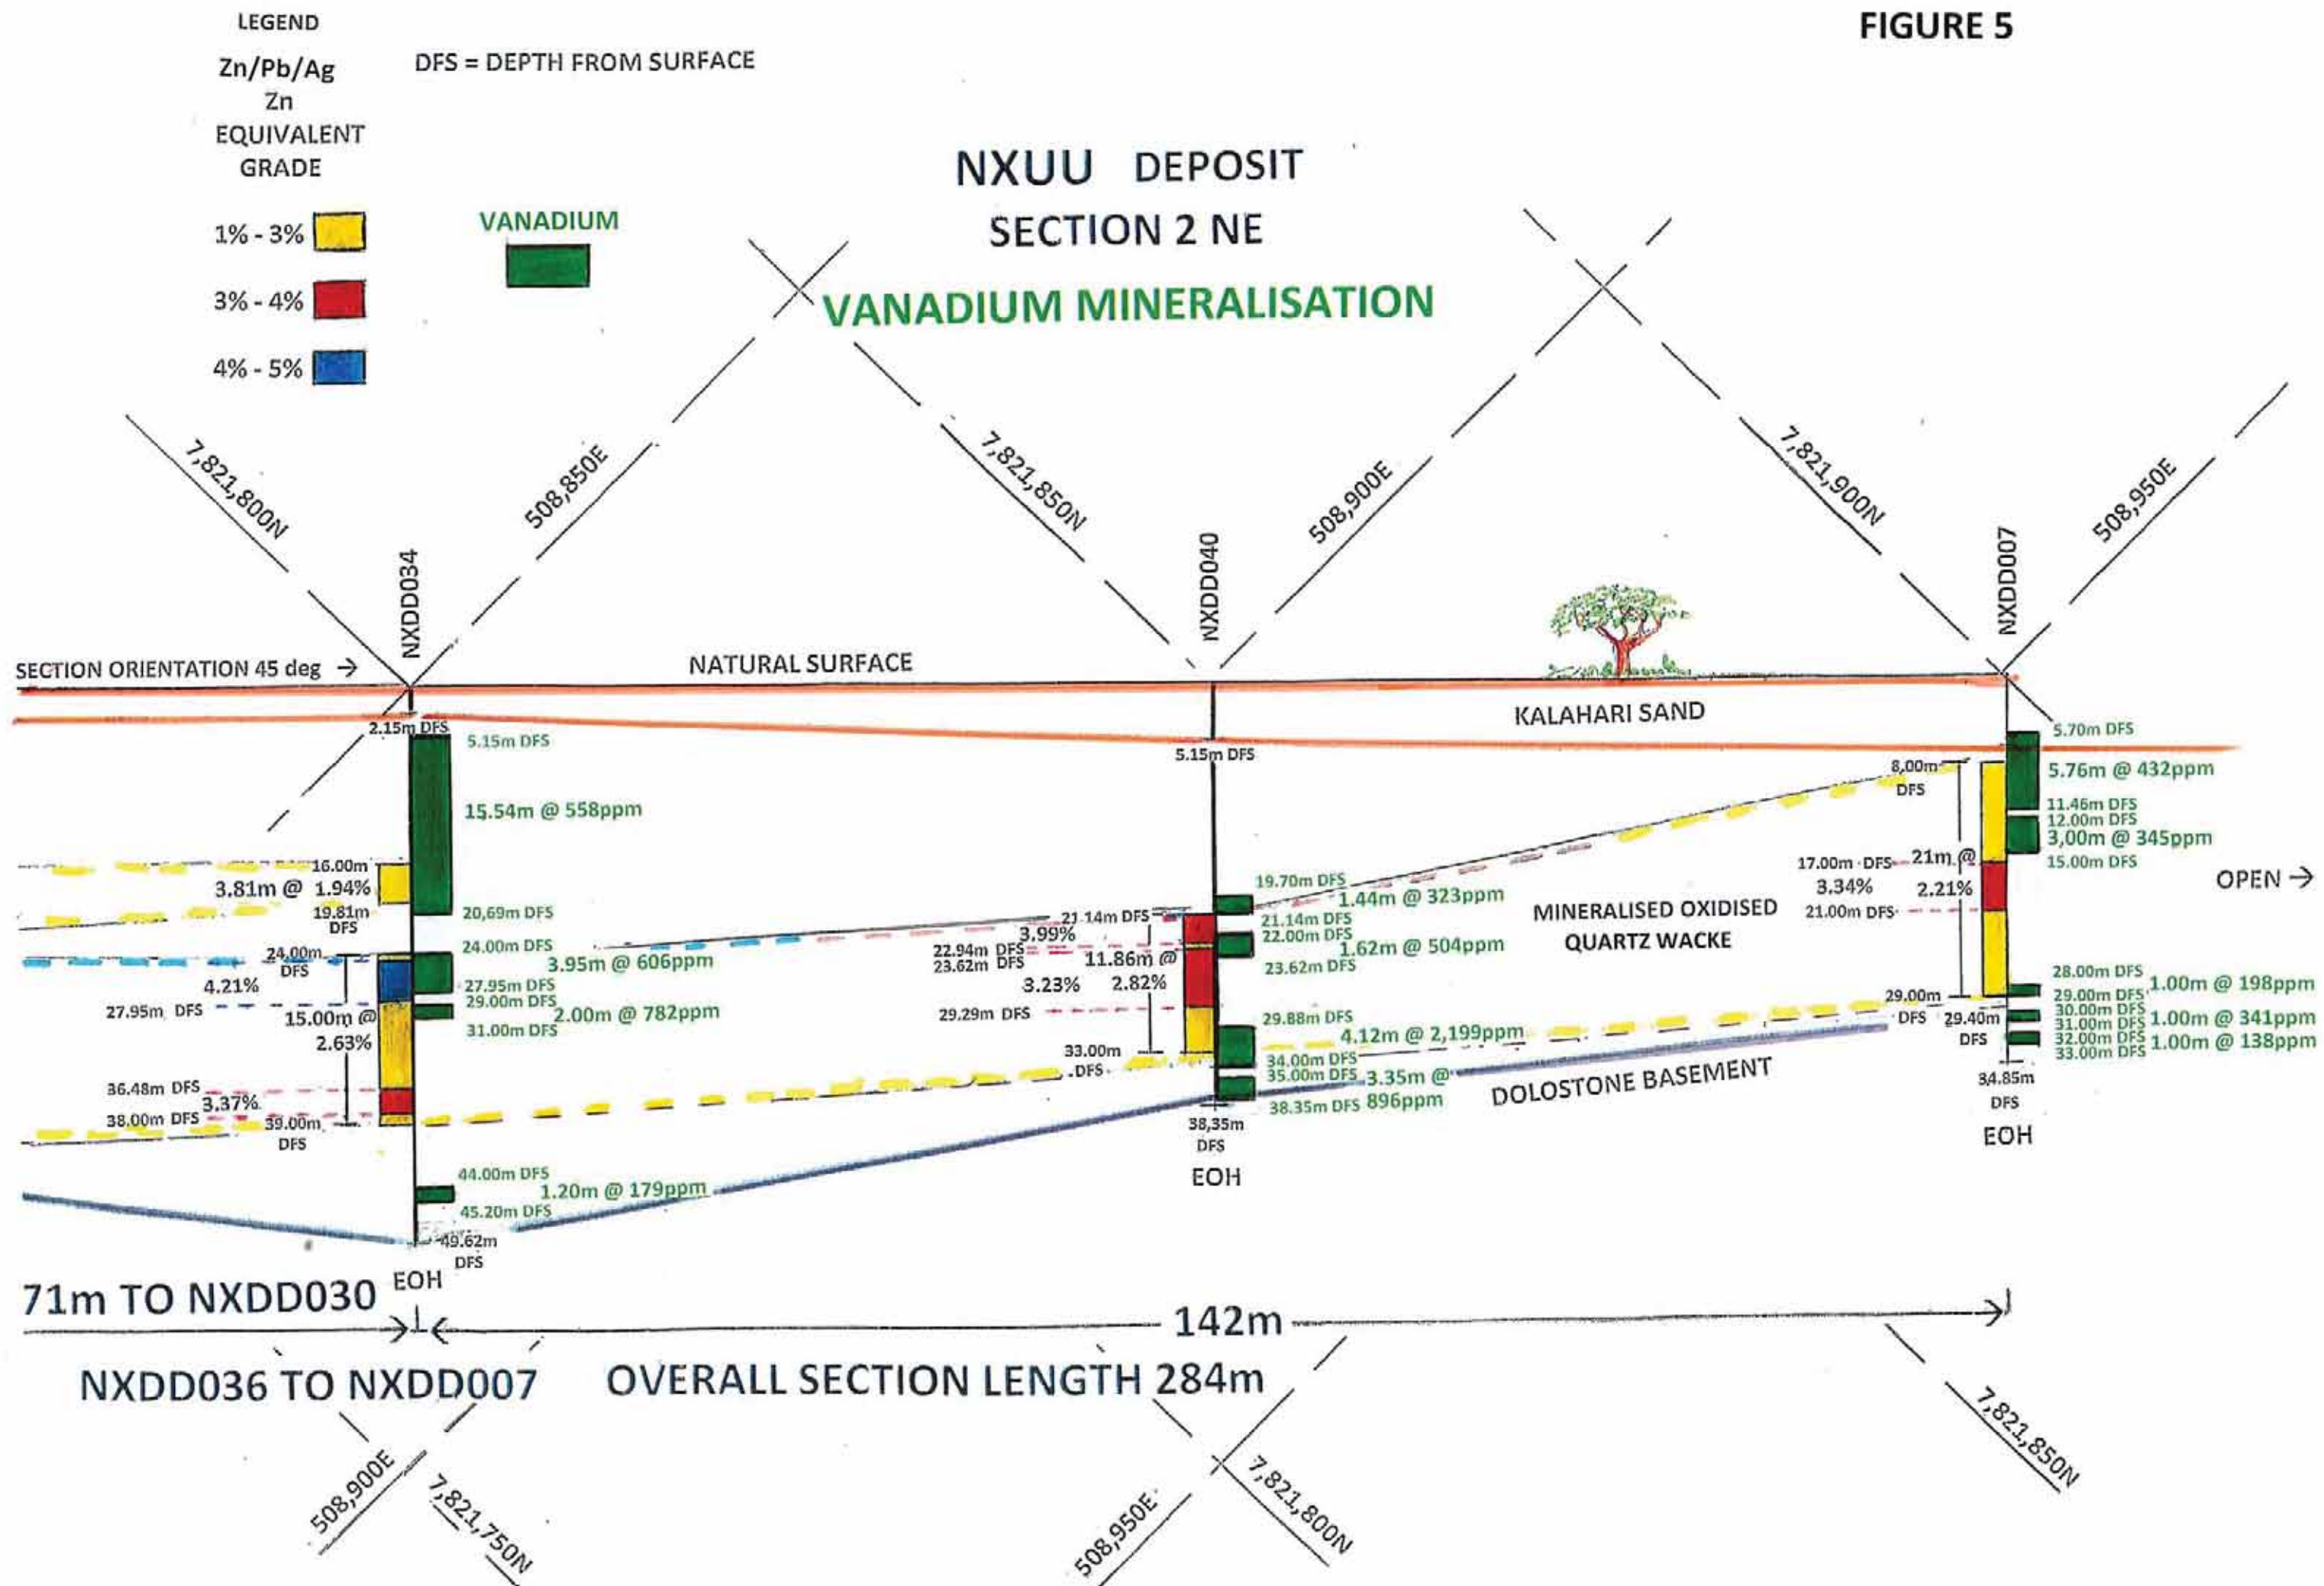 FIGURE 5
LEGEND
Zn/Pb/Ag
Zn
EQUIVALENT
GRADE
DFS = DEPTH FROM SURFACE
1% - 3%
3% - 4%
4% - 5%
VANADIUM
NXUU DEPOSIT
SECTION 2 NE
VANADIUM MINERALISATION
7,821,800N
508,850E
7,821,850N
508,900E
7,821,900N
508,950E
NXDD034
NXDD040
NXDD007
SECTION ORIENTATION 45 deg →
NATURAL SURFACE
KALAHARI SAND
2.15m DFS
5.15m DFS
15.54m @ 558ppm
16.00m
3.81m @ 1.94%
19.81m
DFS
20,69m DFS
24.00m
DFS
24.00m DFS
4.21%
3.95m @ 606ppm
27.95m DFS
27.95m DFS
29.00m DFS
15.00m @
2.63%
2.00m @ 782ppm
31.00m DFS
36.48m DFS
3.37%
38.00m DFS
39.00m
DFS
44.00m DFS
1.20m @ 179ppm
45.20m DFS
49.62m
DFS
EOH
5.15m DFS
19.70m DFS
1.44m @ 323ppm
21.14m DFS
21.14m DFS
3.99%
22.00m DFS
22.94m DFS
1.62m @ 504ppm
23.62m DFS
11.86m @
23.62m DFS
3.23%
2.82%
29.29m DFS
29.88m DFS
4.12m @ 2,199ppm
33.00m
DFS
34.00m DFS
35.00m DFS
3.35m @
38.35m DFS 896ppm
38,35m
DFS
EOH
MINERALISED OXIDISED
QUARTZ WACKE
DOLOSTONE BASEMENT
5.70m DFS
8,00m
DFS
5.76m @ 432ppm
11.46m DFS
12.00m DFS
3,00m @ 345ppm
15.00m DFS
17.00m DFS
21m @
3.34%
2.21%
21.00m DFS
OPEN →
28.00m DFS
1.00m @ 198ppm
29.00m
DFS
29.00m DFS
29.40m
DFS
30.00m DFS
1.00m @ 341ppm
31.00m DFS
32.00m DFS
1.00m @ 138ppm
33.00m DFS
34.85m
DFS
EOH
71m TO NXDD030
142m
NXDD036 TO NXDD007 OVERALL SECTION LENGTH 284m
508,900E
7,821,750N
508,950E
7,821,800N
7,821,850N